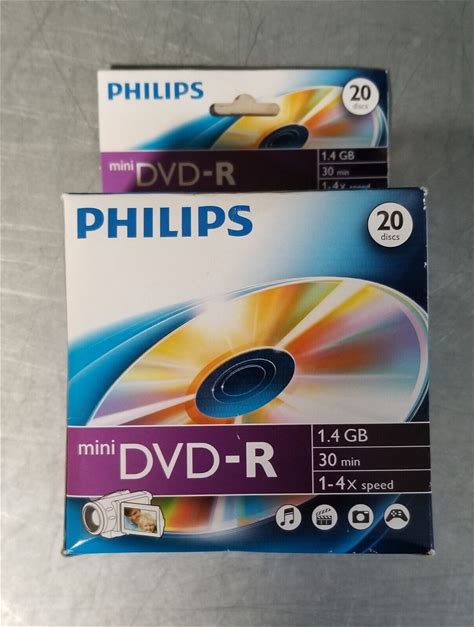 PHILIPS
20
discs
mini DVD-R
1.4 GB
30 min
1-4x speed
PHILIPS
20
discs
mini DVD-R
1.4 GB
30 min
1-4x speed